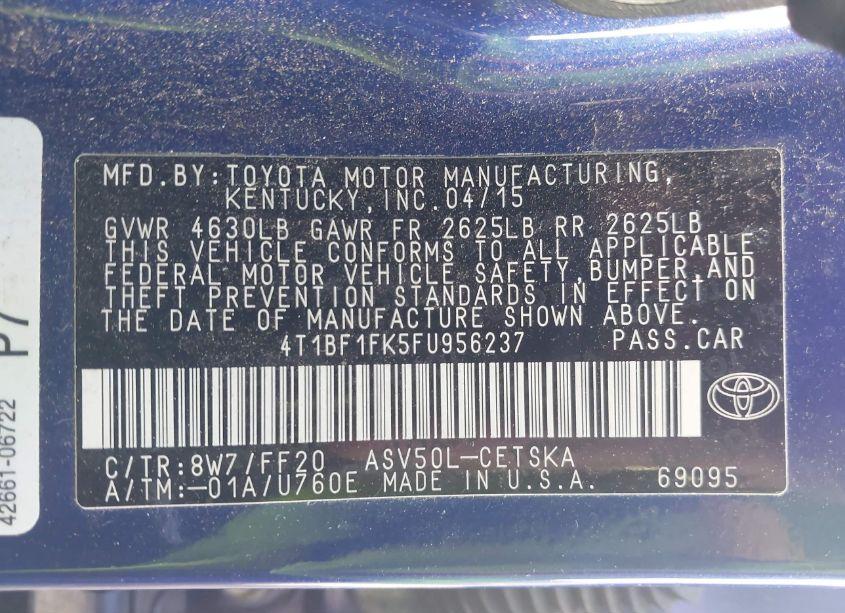 MFD.BY:TOYOTA MOTOR MANUFACTURING,
KENTUCKY,INC.04/15
GVWR 4630LB GAWR FR 2625LB RR 2625LB
THIS VEHICLE CONFORMS TO ALL APPLICABLE
FEDERAL MOTOR VEHICLE SAFETY,BUMPER,AND
THEFT PREVENTION STANDARDS IN EFFECT ON
THE DATE OF MANUFACTURE SHOWN ABOVE.
4T1BF1FK5FU956237 PASS.CAR
C/TR:8W7/FF20 ASV50L-CETSKA
A/TM:-01A/U760E MADE IN U.S.A. 69095
42661-06722
P7